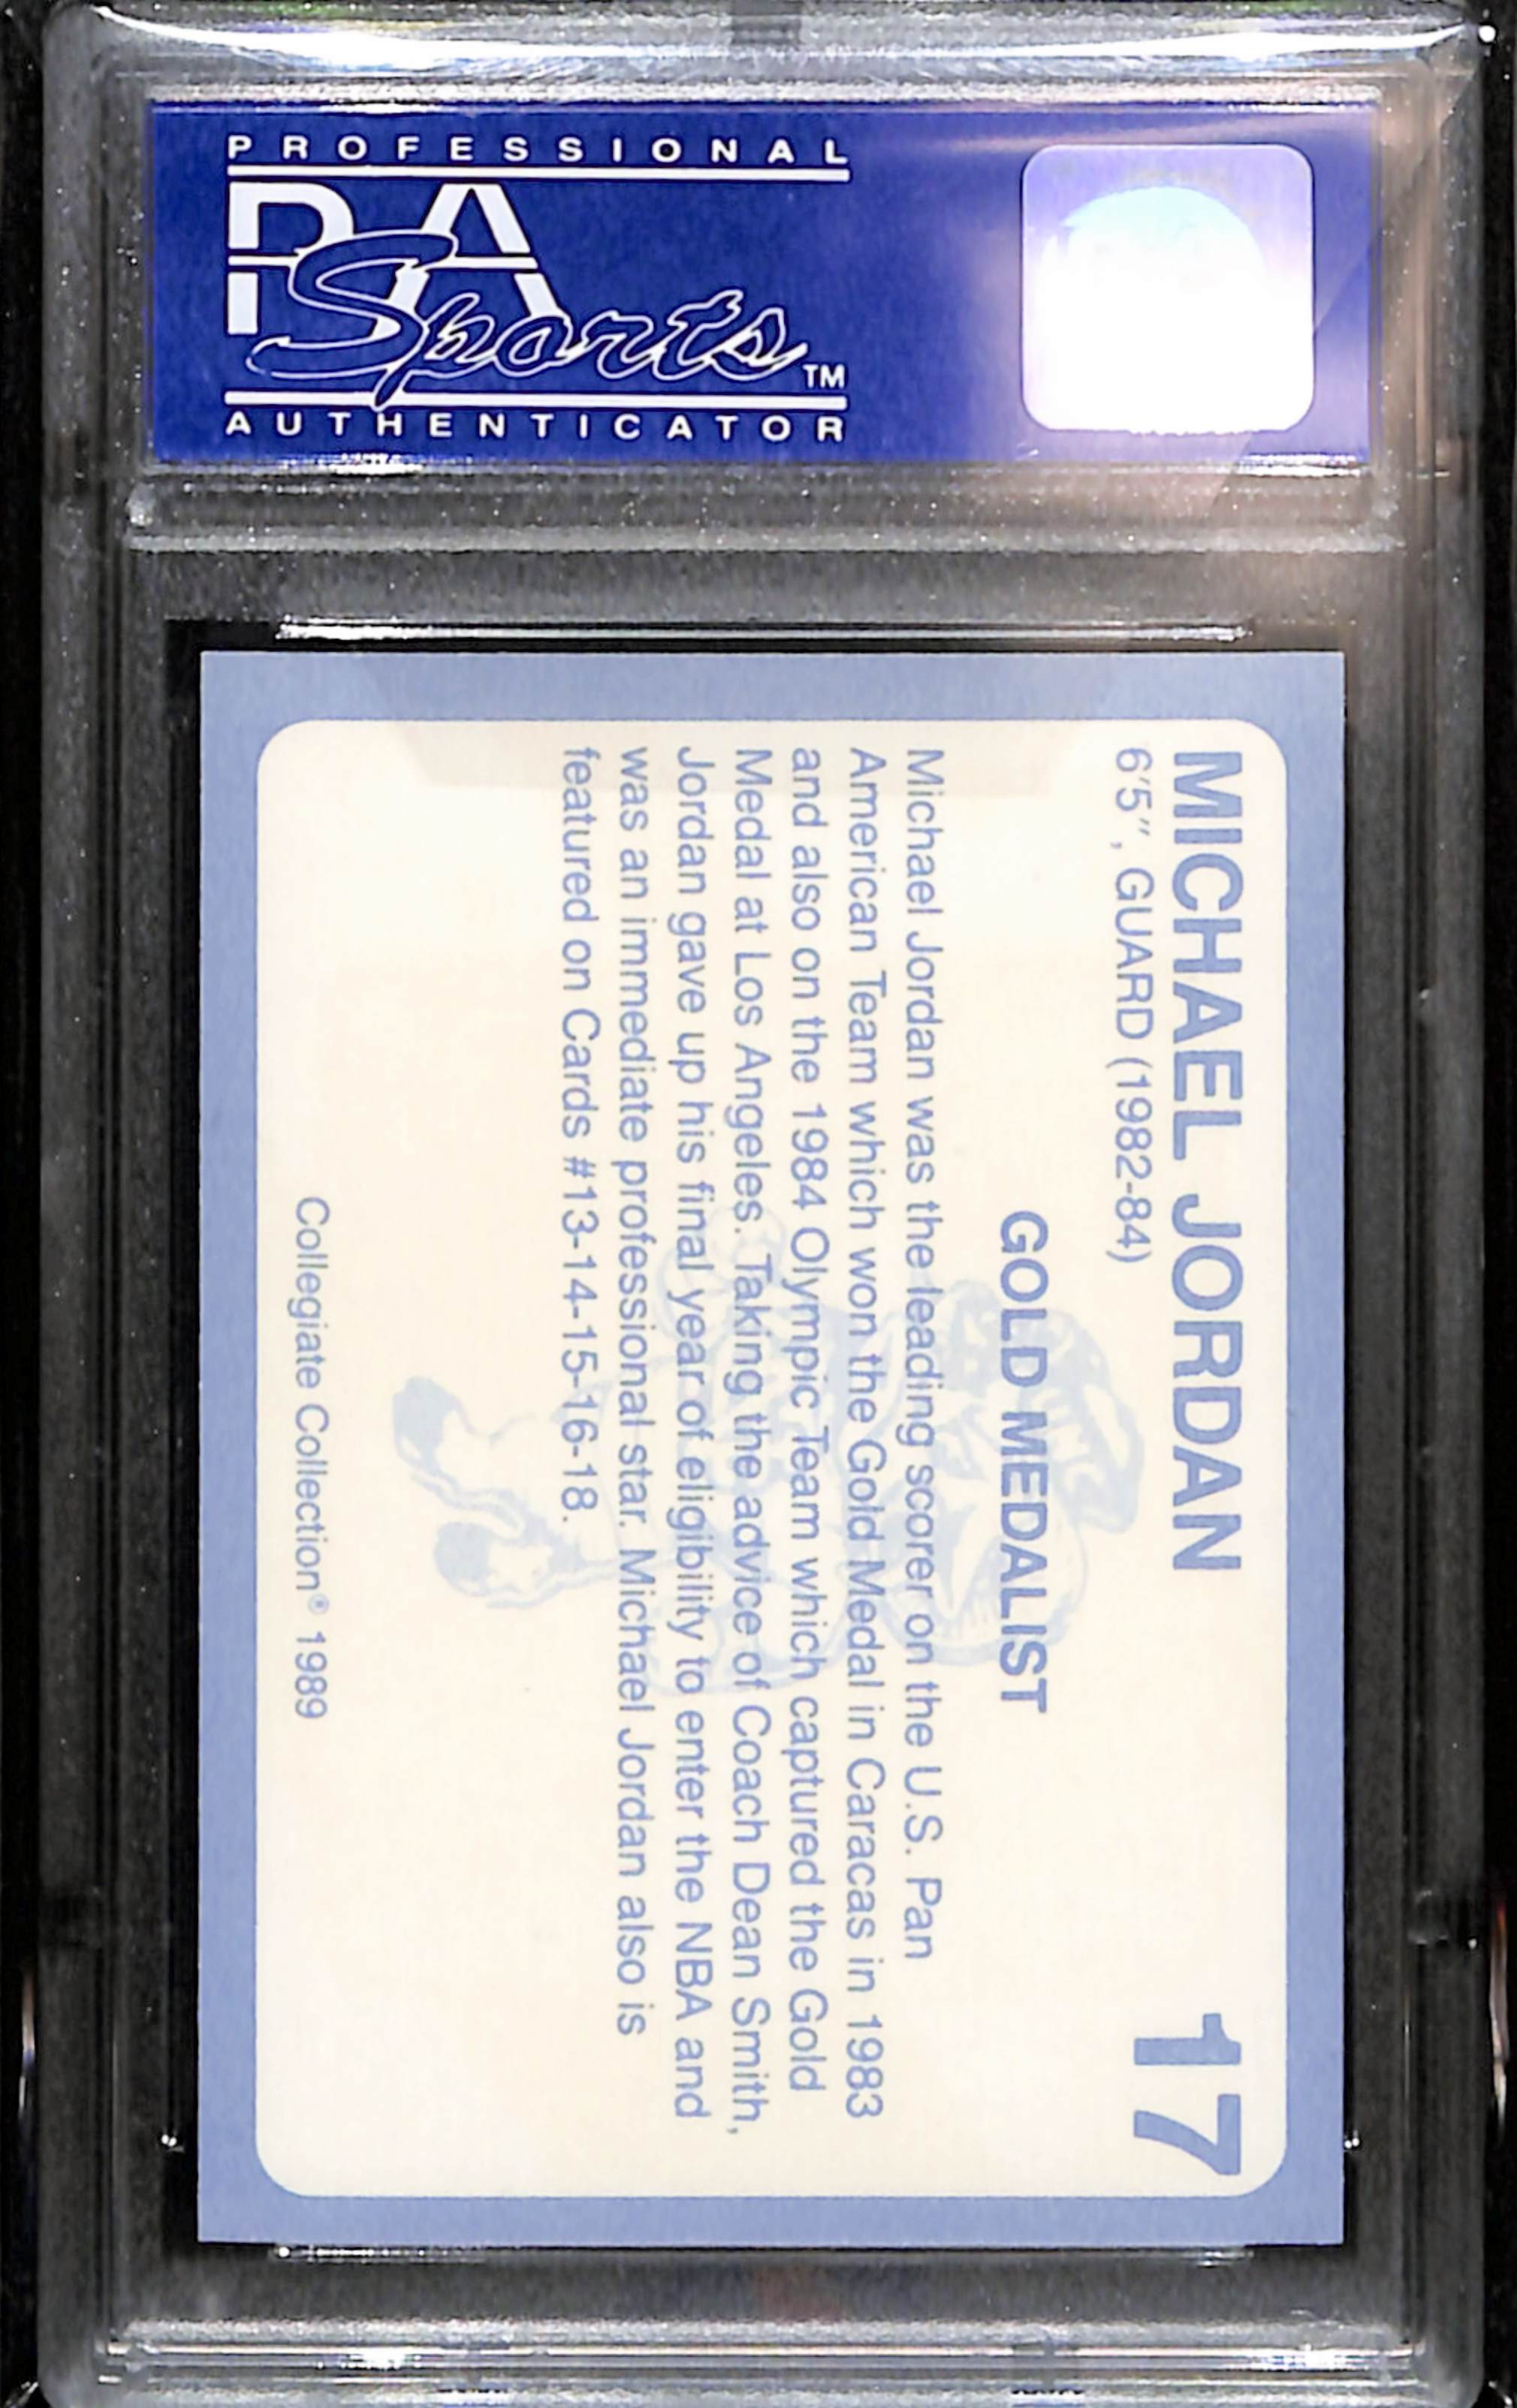 PROFESSIONAL
PSA
Sports™
AUTHENTICATOR
MICHAEL JORDAN
17
6'5", GUARD (1982-84)
GOLD MEDALIST
Michael Jordan was the leading scorer on the U.S. Pan
American Team which won the Gold Medal in Caracas in 1983
and also on the 1984 Olympic Team which captured the Gold
Medal at Los Angeles. Taking the advice of Coach Dean Smith,
Jordan gave up his final year of eligibility to enter the NBA and
was an immediate professional star. Michael Jordan also is
featured on Cards #13-14-15-16-18.
Collegiate Collection® 1989